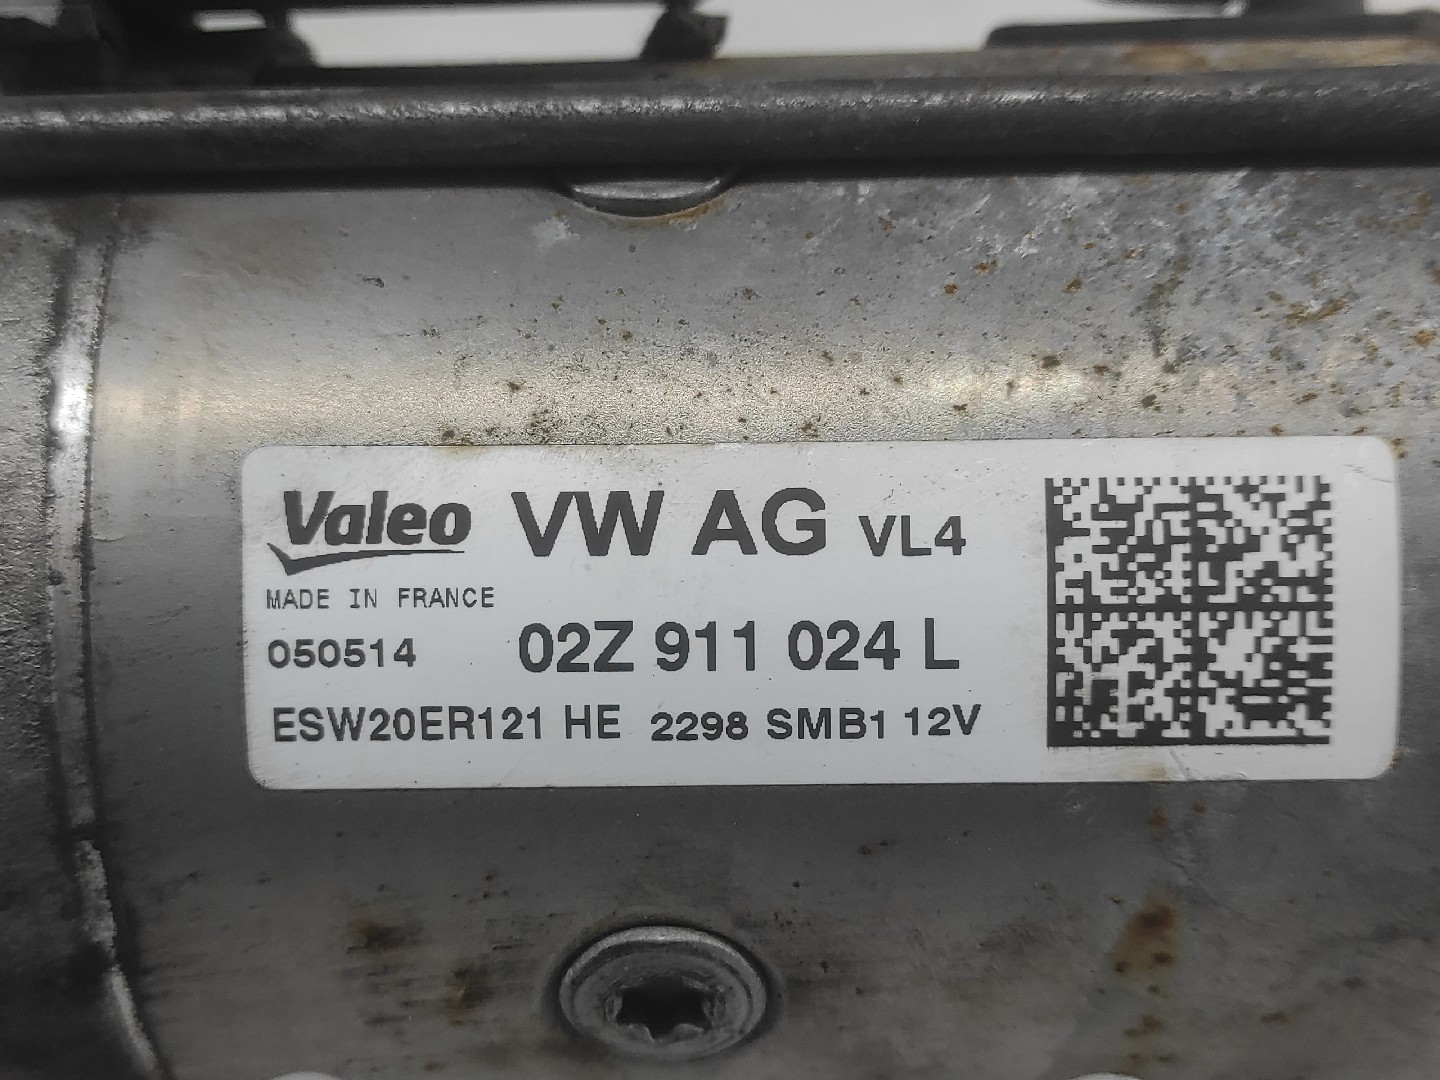 Valeo VW AG VL4
MADE IN FRANCE
050514 02Z 911 024 L
ESW20ER121 HE 2298 SMB1 12V